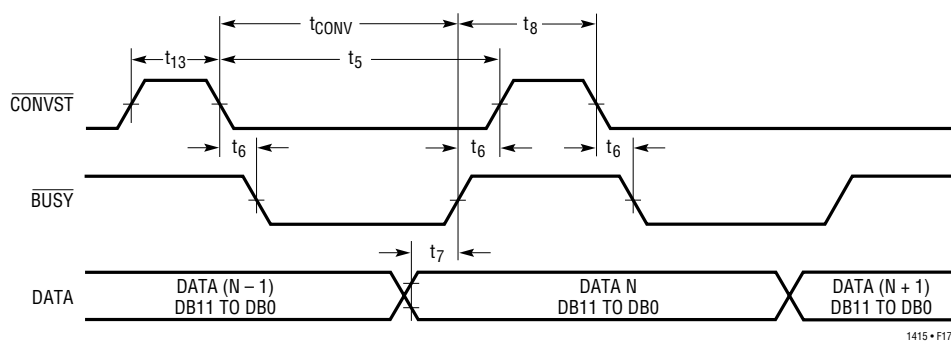 tCONV
t8
t13
t5
CONVST
t6
t6
t6
BUSY
t7
DATA
DATA (N – 1)
DB11 TO DB0
DATA N
DB11 TO DB0
DATA (N + 1)
DB11 TO DB0
1415 • F17